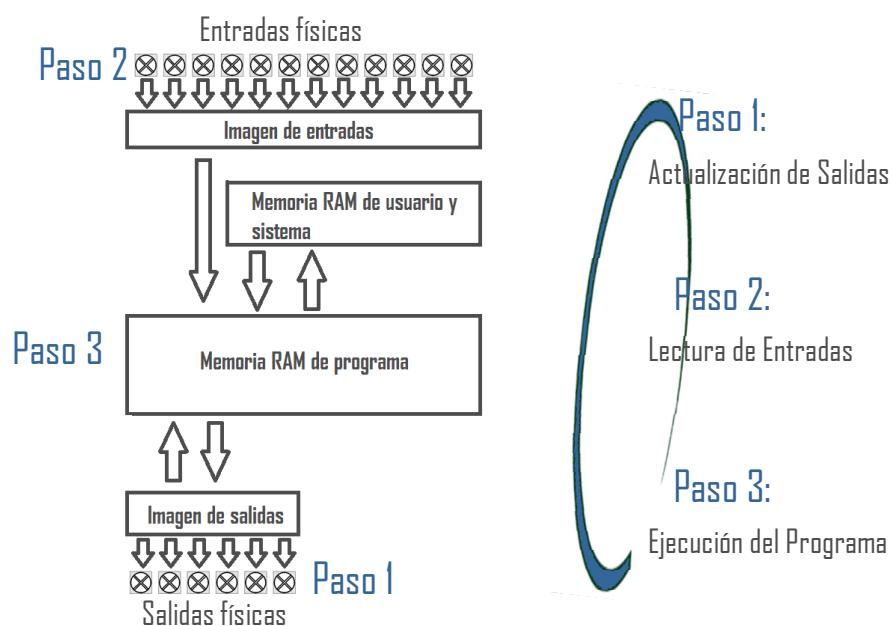 Entradas físicas
Paso 2
Imagen de entradas
Memoria RAM de usuario y
sistema
Paso 3
Memoria RAM de programa
Imagen de salidas
Paso 1
Salidas físicas
Paso 1:
Actualización de Salidas
Paso 2:
Lectura de Entradas
Paso 3:
Ejecución del Programa